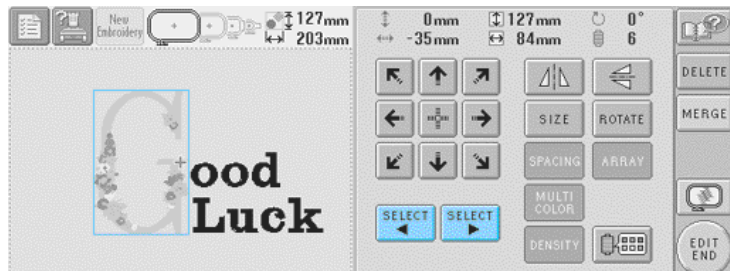 New
Embroidery
127mm
203mm
G
ood
Luck
0mm
127mm
0°
-35mm
84mm
6
SIZE
ROTATE
SPACING
ARRAY
MULTI
COLOR
SELECT
SELECT
DENSITY
DELETE
MERGE
EDIT
END